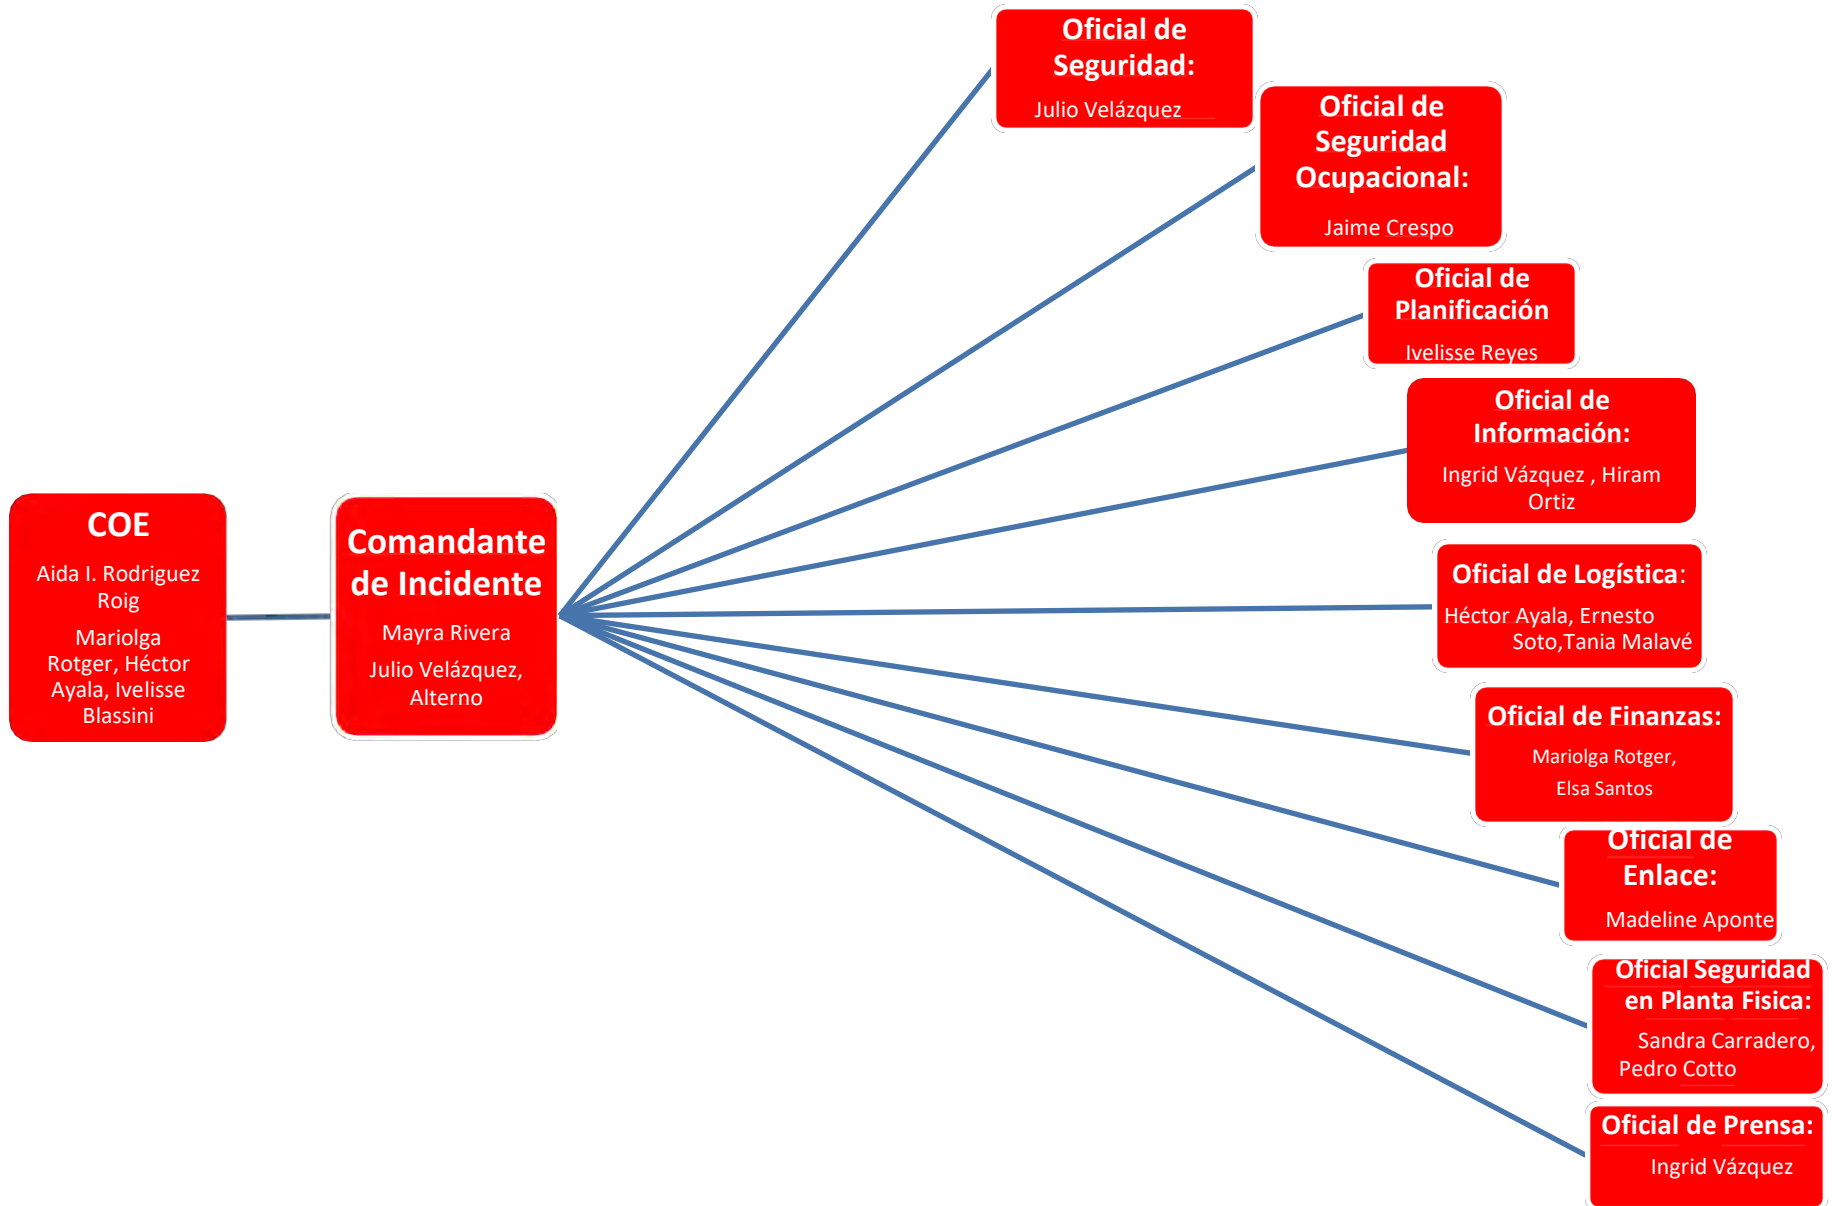 COE
Aida I. Rodriguez
Roig
Mariolga
Rotger, Héctor
Ayala, Ivelisse
Blassini
Comandante
de Incidente
Mayra Rivera
Julio Velázquez,
Alterno
Oficial de
Seguridad:
Julio Velázquez
Oficial de
Seguridad
Ocupacional:
Jaime Crespo
Oficial de
Planificación
Ivelisse Reyes
Oficial de
Información:
Ingrid Vázquez , Hiram
Ortiz
Oficial de Logística:
Héctor Ayala, Ernesto
Soto,Tania Malavé
Oficial de Finanzas:
Mariolga Rotger,
Elsa Santos
Oficial de
Enlace:
Madeline Aponte
Oficial Seguridad
en Planta Fisica:
Sandra Carradero,
Pedro Cotto
Oficial de Prensa:
Ingrid Vázquez